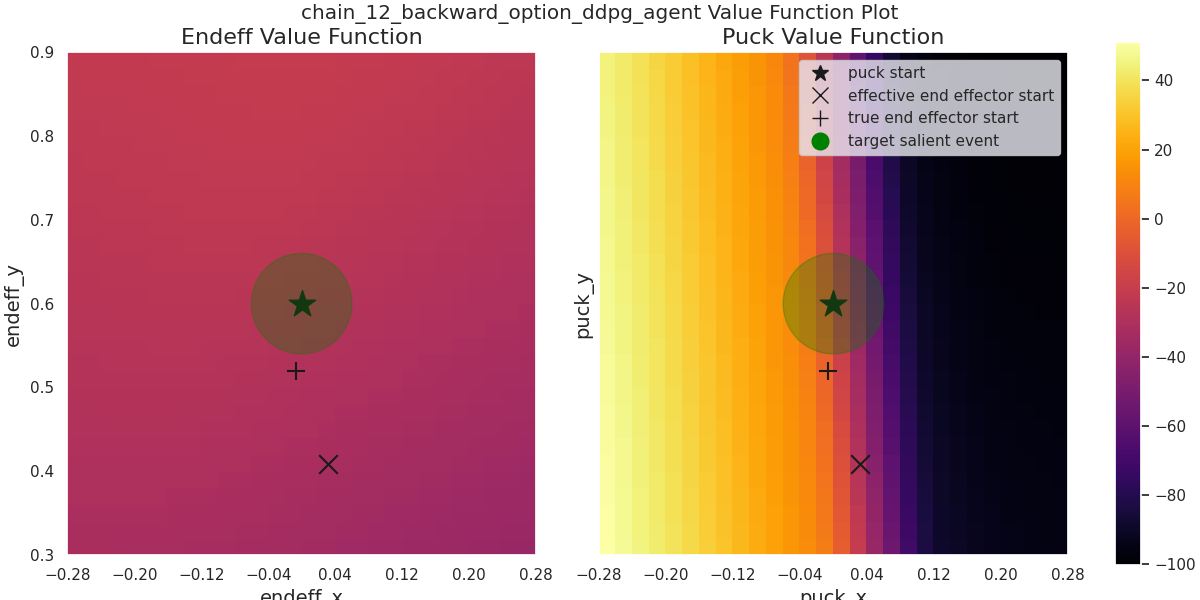 chain_12_backward_option_ddpg_agent Value Function Plot
Endeff Value Function
Puck Value Function
puck start
effective end effector start
true end effector start
target salient event
endeff_y
0.9
0.8
0.7
0.6
0.5
0.4
0.3
−0.28 −0.20 −0.12 −0.04 0.04 0.12 0.20 0.28
endeff_x
puck_y
−0.28 −0.20 −0.12 −0.04 0.04 0.12 0.20 0.28
puck_x
40
20
0
−20
−40
−60
−80
−100